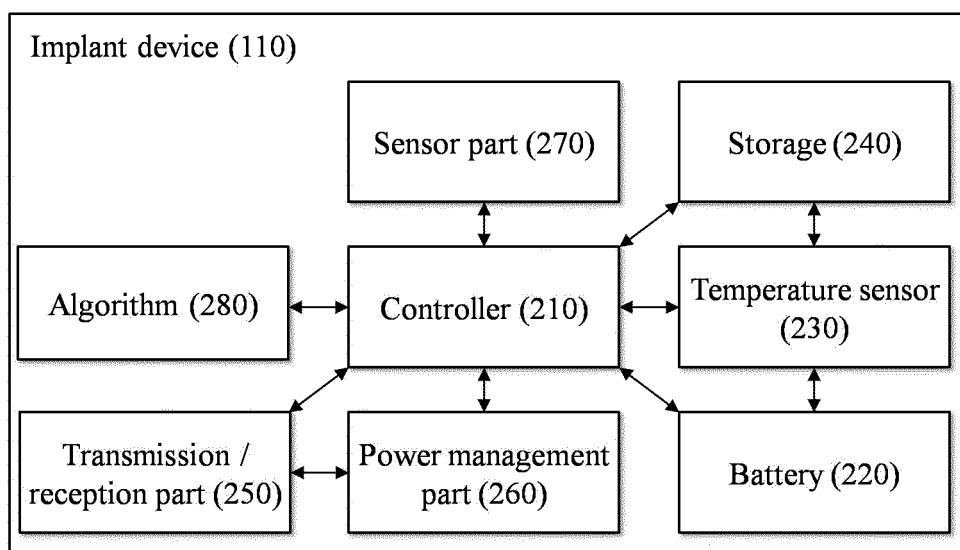 Implant device (110)
Sensor part (270)
Storage (240)
Algorithm (280)
Controller (210)
Temperature sensor
(230)
Transmission /
reception part (250)
Power management
part (260)
Battery (220)